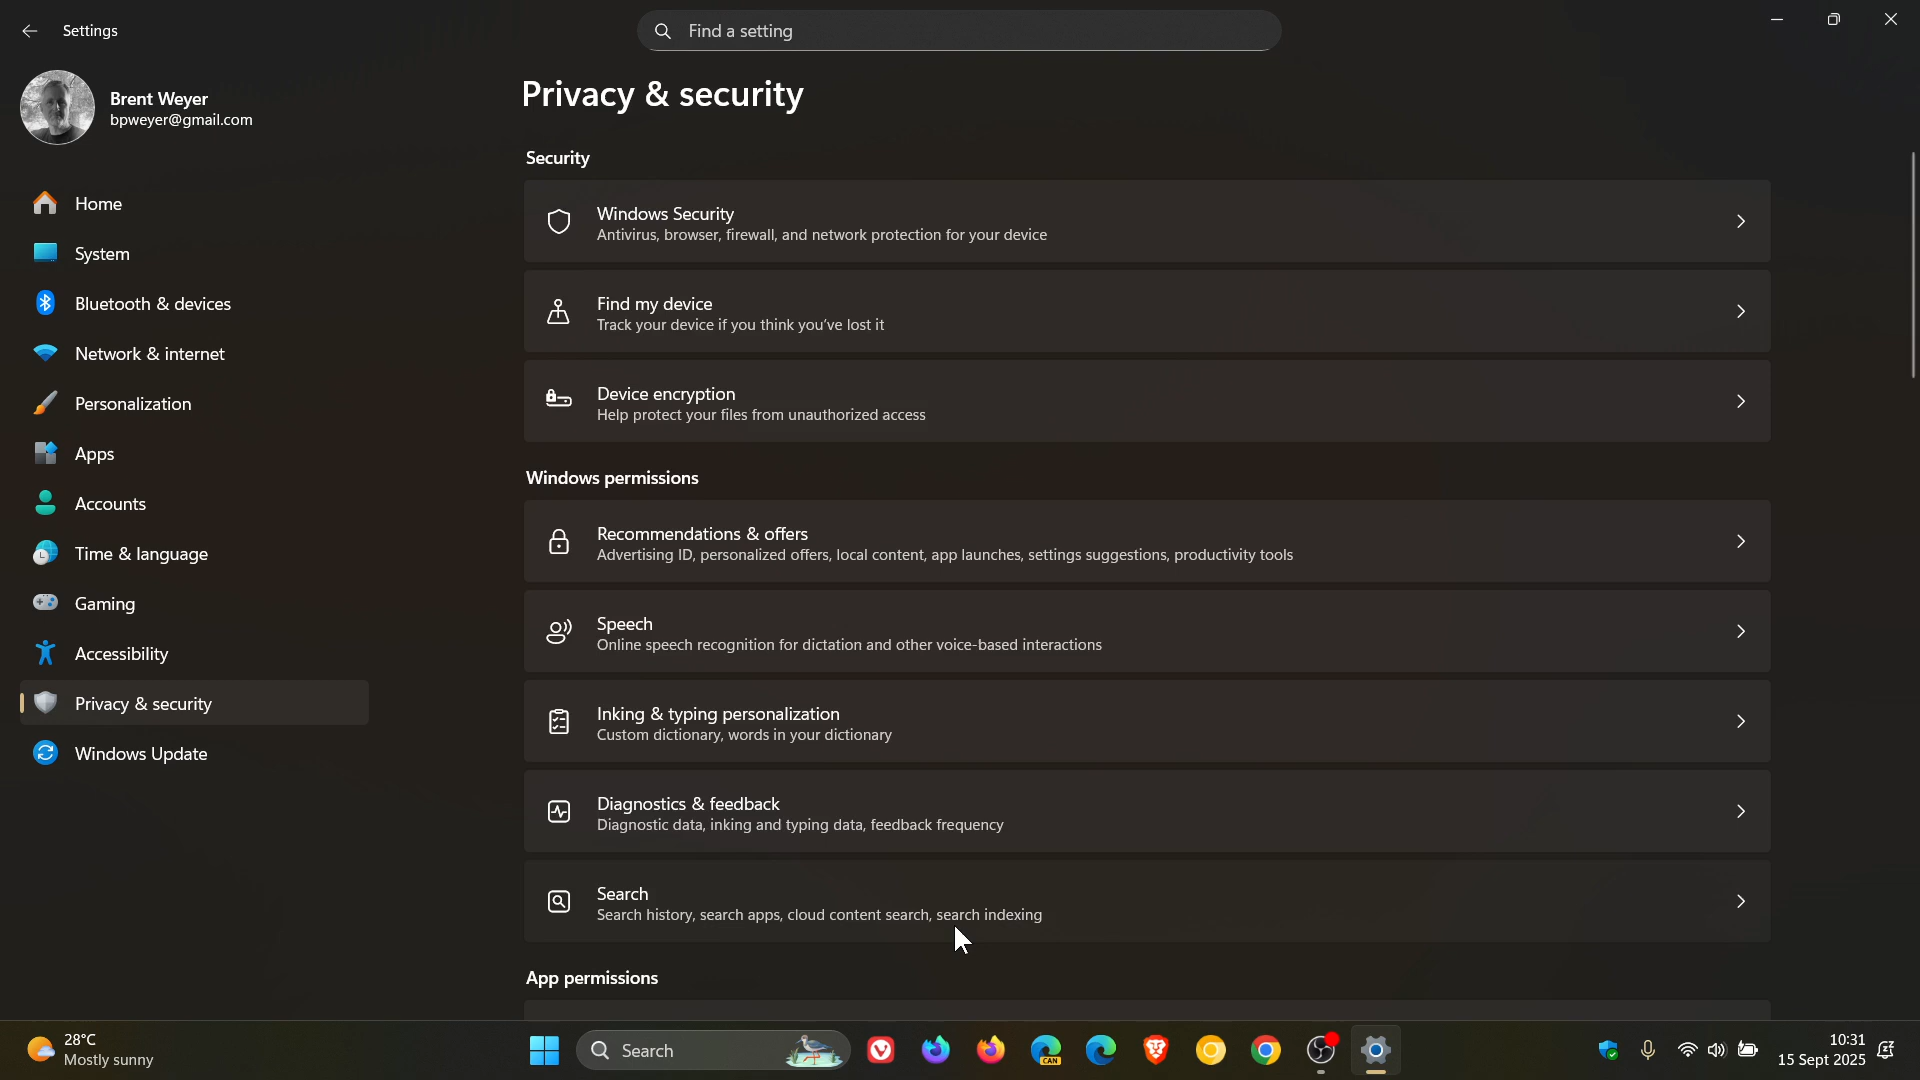 Settings
Find a setting
Brent Weyer
bpweyer@gmail.com
Home
System
Bluetooth & devices
Network & internet
Personalization
Apps
Accounts
Time & language
Gaming
Accessibility
Privacy & security
Windows Update
Privacy & security
Security
Windows Security
Antivirus, browser, firewall, and network protection for your device
Find my device
Track your device if you think you've lost it
Device encryption
Help protect your files from unauthorized access
Windows permissions
Recommendations & offers
Advertising ID, personalized offers, local content, app launches, settings suggestions, productivity tools
Speech
Online speech recognition for dictation and other voice-based interactions
Inking & typing personalization
Custom dictionary, words in your dictionary
Diagnostics & feedback
Diagnostic data, inking and typing data, feedback frequency
Search
Search history, search apps, cloud content search, search indexing
App permissions
28°C
Mostly sunny
Search
CAN
10:31
15 Sept 2025